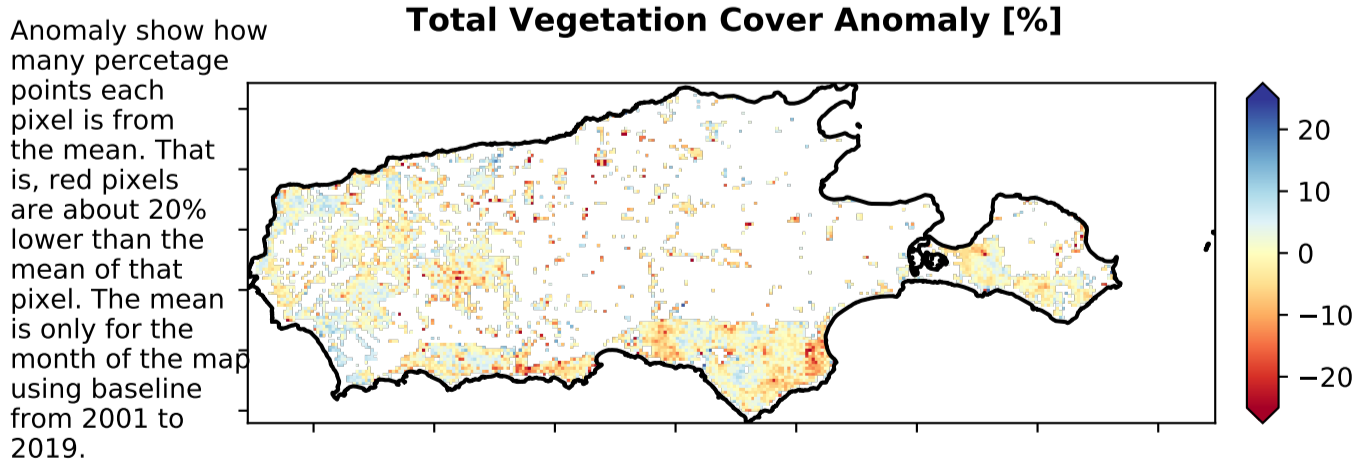 Total Vegetation Cover Anomaly [%]
Anomaly show how
many percetage
points each
pixel is from
the mean. That
is, red pixels
are about 20%
lower than the
mean of that
pixel. The mean
is only for the
month of the map
using baseline
from 2001 to
2019.
20
10
0
−10
−20